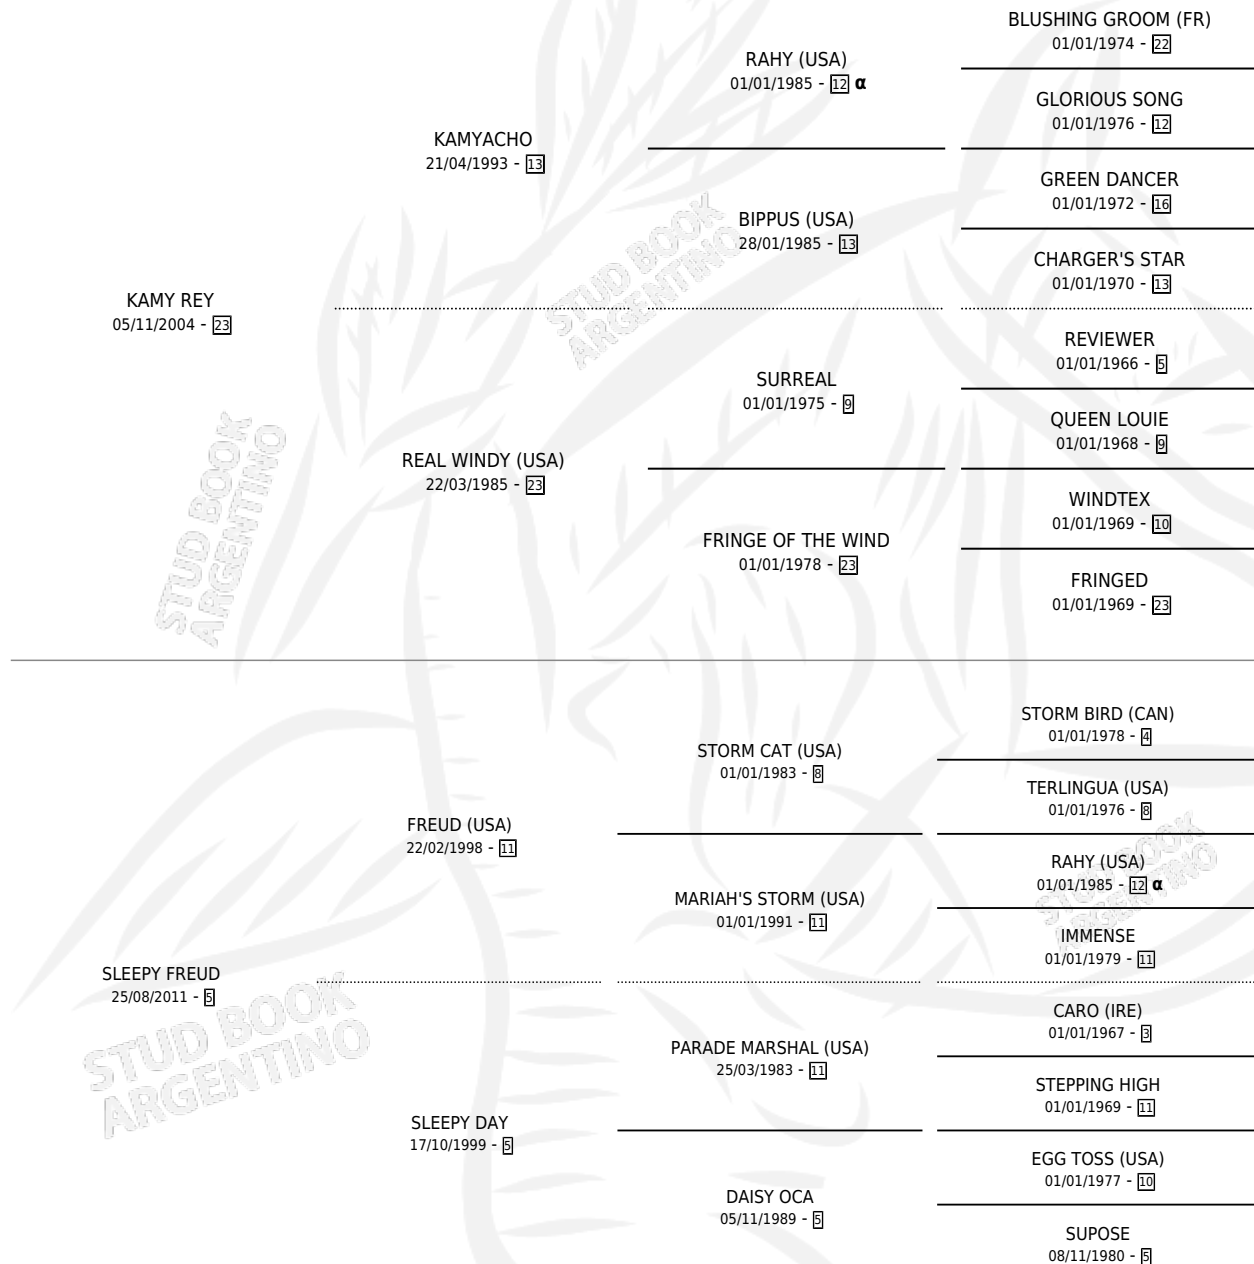 BLUSHING GROOM (FR)
01/01/1974 - 22
RAHY (USA)
01/01/1985 - 12 α
GLORIOUS SONG
01/01/1976 - 12
KAMYACHO
21/04/1993 - 13
GREEN DANCER
01/01/1972 - 16
BIPPUS (USA)
28/01/1985 - 13
CHARGER'S STAR
01/01/1970 - 13
KAMY REY
05/11/2004 - 23
REVIEWER
01/01/1966 - 5
SURREAL
01/01/1975 - 9
QUEEN LOUIE
01/01/1968 - 9
REAL WINDY (USA)
22/03/1985 - 23
WINDTEX
01/01/1969 - 10
FRINGE OF THE WIND
01/01/1978 - 23
FRINGED
01/01/1969 - 23
STUD BOOK
ARGENTINO
STUD BOOK
ARGENTINO
STORM BIRD (CAN)
01/01/1978 - 4
STORM CAT (USA)
01/01/1983 - 8
TERLINGUA (USA)
01/01/1976 - 8
FREUD (USA)
22/02/1998 - 11
RAHY (USA)
01/01/1985 - 12 α
MARIAH'S STORM (USA)
01/01/1991 - 11
IMMENSE
01/01/1979 - 11
SLEEPY FREUD
25/08/2011 - 5
CARO (IRE)
01/01/1967 - 3
PARADE MARSHAL (USA)
25/03/1983 - 11
STEPPING HIGH
01/01/1969 - 11
SLEEPY DAY
17/10/1999 - 5
EGG TOSS (USA)
01/01/1977 - 10
DAISY OCA
05/11/1989 - 5
SUPOSE
08/11/1980 - 5
STUD BOOK
ARGENTINO
STUD BOOK
ARGENTINO